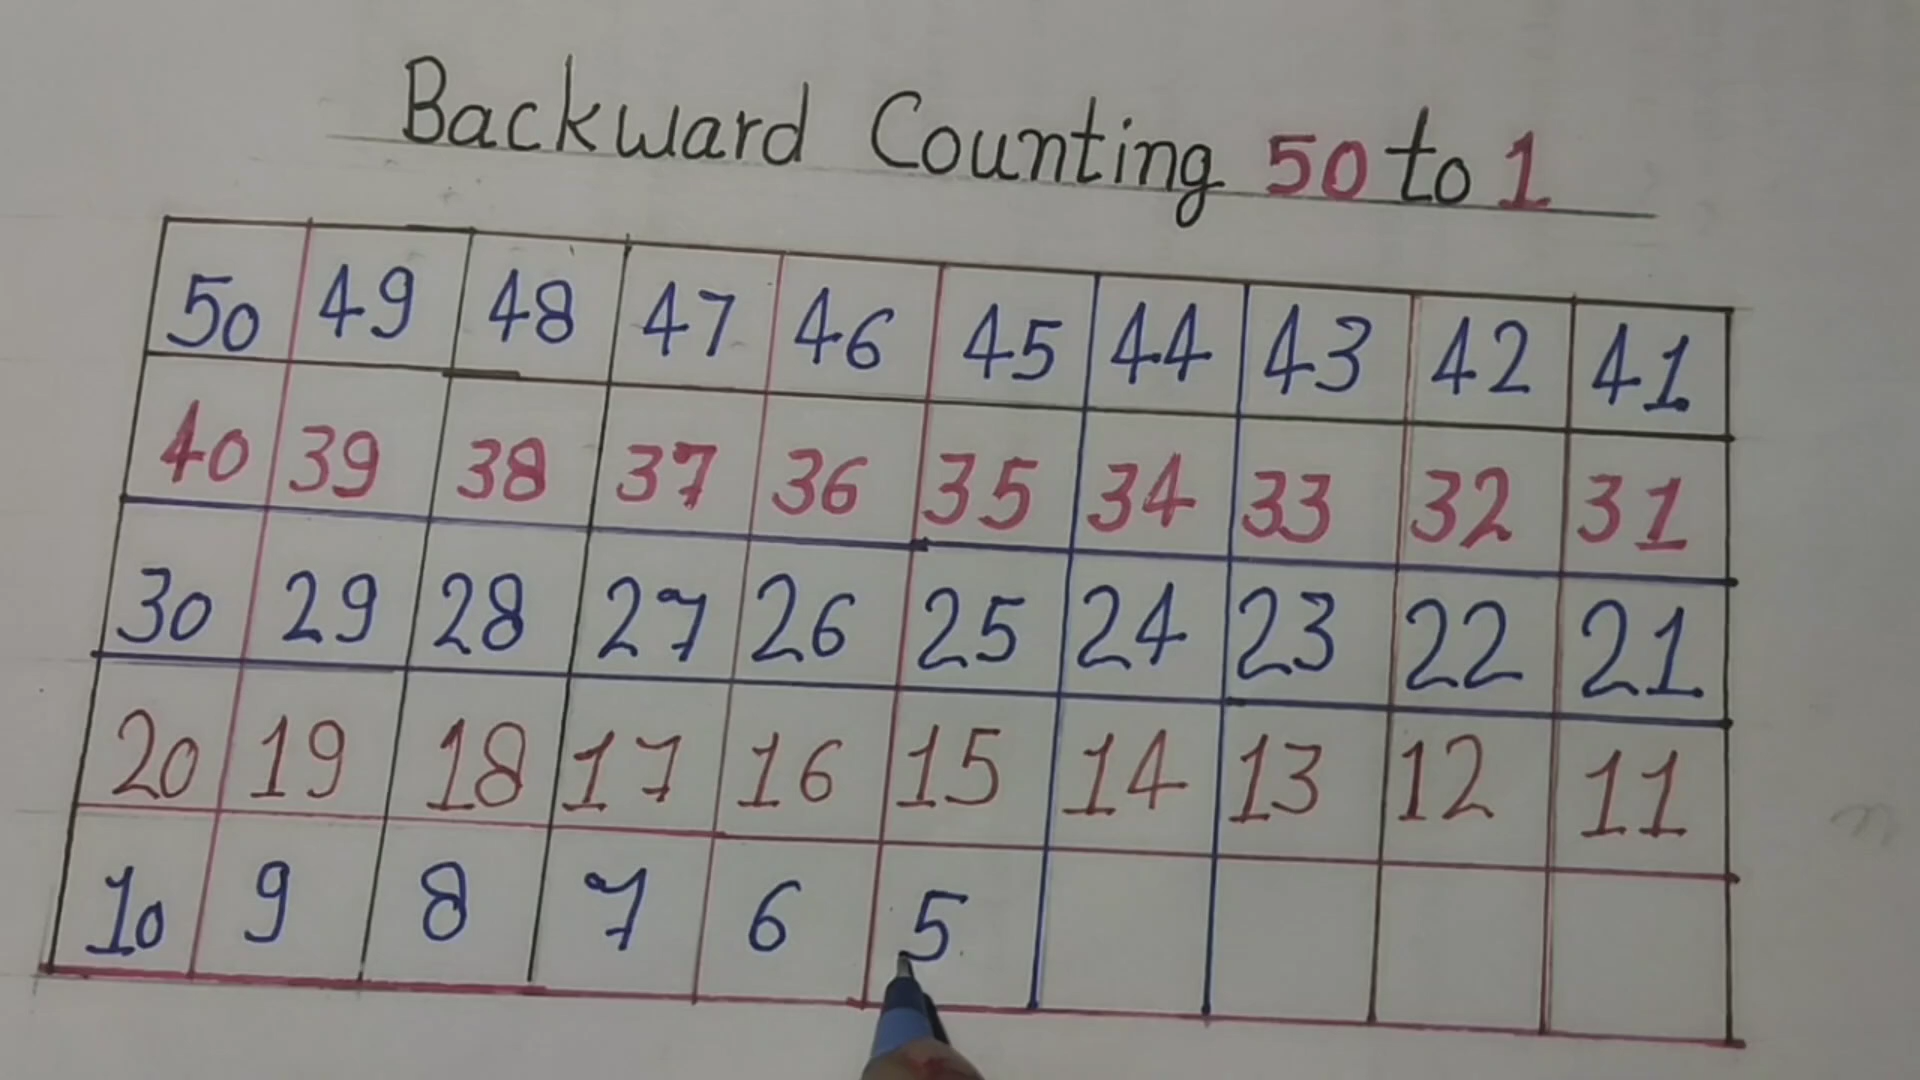 Backward Counting 50 to 1
50 49 48 47 46 45 44 43 42 41
40 39 38 37 36 35 34 33 32 31
30 29 28 27 26 25 24 23 22 21
20 19 18 17 16 15 14 13 12 11
10 9 8 7 6 5